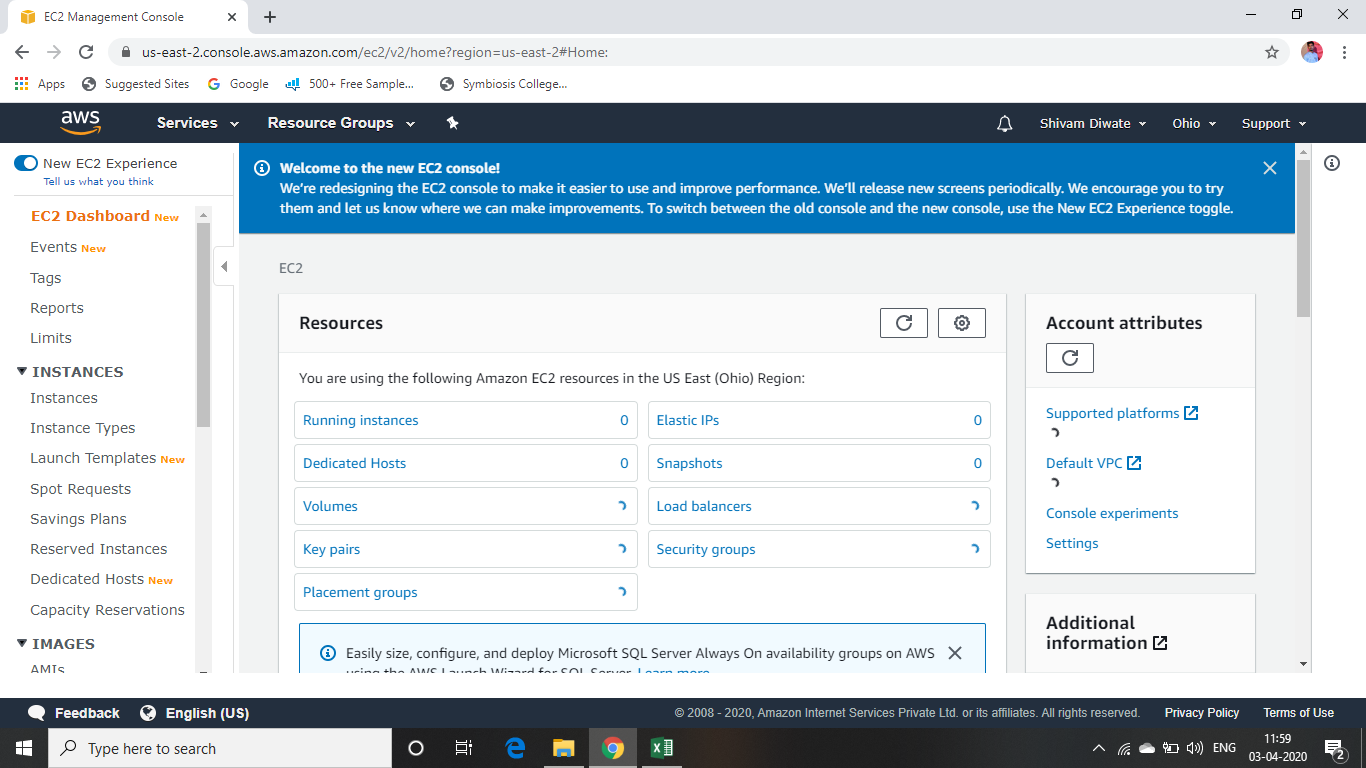 EC2 Management Console
us-east-2.console.aws.amazon.com/ec2/v2/home?region=us-east-2#Home:
Apps Suggested Sites Google 500+ Free Sample... Symbiosis College...
aws Services Resource Groups Shivam Diwate Ohio Support
New EC2 Experience
Tell us what you think
EC2 Dashboard New
Events New
Tags
Reports
Limits
INSTANCES
Instances
Instance Types
Launch Templates New
Spot Requests
Savings Plans
Reserved Instances
Dedicated Hosts New
Capacity Reservations
IMAGES
AMIs
Welcome to the new EC2 console!
We're redesigning the EC2 console to make it easier to use and improve performance. We'll release new screens periodically. We encourage you to try
them and let us know where we can make improvements. To switch between the old console and the new console, use the New EC2 Experience toggle.
EC2
Resources
You are using the following Amazon EC2 resources in the US East (Ohio) Region:
Running instances 0
Elastic IPs 0
Dedicated Hosts 0
Snapshots 0
Volumes
Load balancers
Key pairs
Security groups
Placement groups
Easily size, configure, and deploy Microsoft SQL Server Always On availability groups on AWS
using the AWS Launch Wizard for SQL Server. Learn more
Account attributes
Supported platforms
Default VPC
Console experiments
Settings
Additional
information
Feedback English (US) © 2008 - 2020, Amazon Internet Services Private Ltd. or its affiliates. All rights reserved. Privacy Policy Terms of Use
Type here to search
ENG
11:59
03-04-2020
2